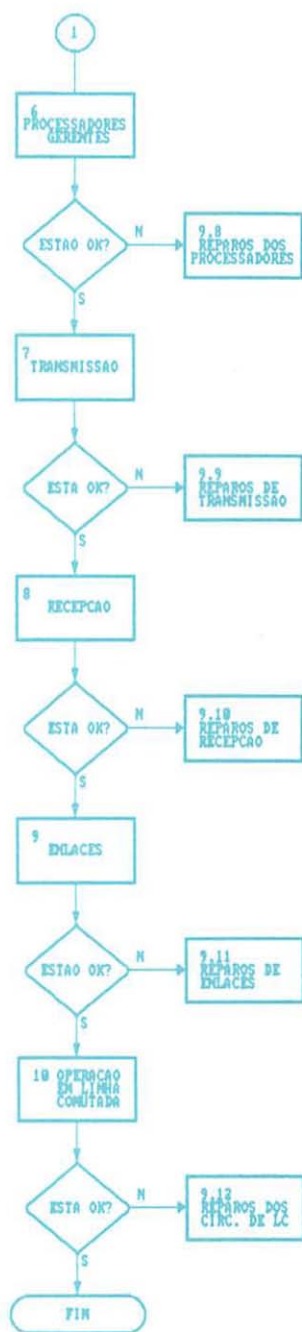 1
6
PROCESSADORES
GERENTES
ESTAO OK?
N
9.8
REPAROS DOS
PROCESSADORES
S
7
TRANSMISSAO
ESTA OK?
N
9.9
REPAROS DE
TRANSMISSAO
S
8
RECEPCAO
ESTA OK?
N
9.10
REPAROS DE
RECEPCAO
S
9
ENLACES
ESTAO OK?
N
9.11
REPAROS DE
ENLACES
S
10 OPERACAO
EM LINHA
COMUTADA
ESTA OK?
N
9.12
REPAROS DOS
CIRC. DE LC
S
FIM